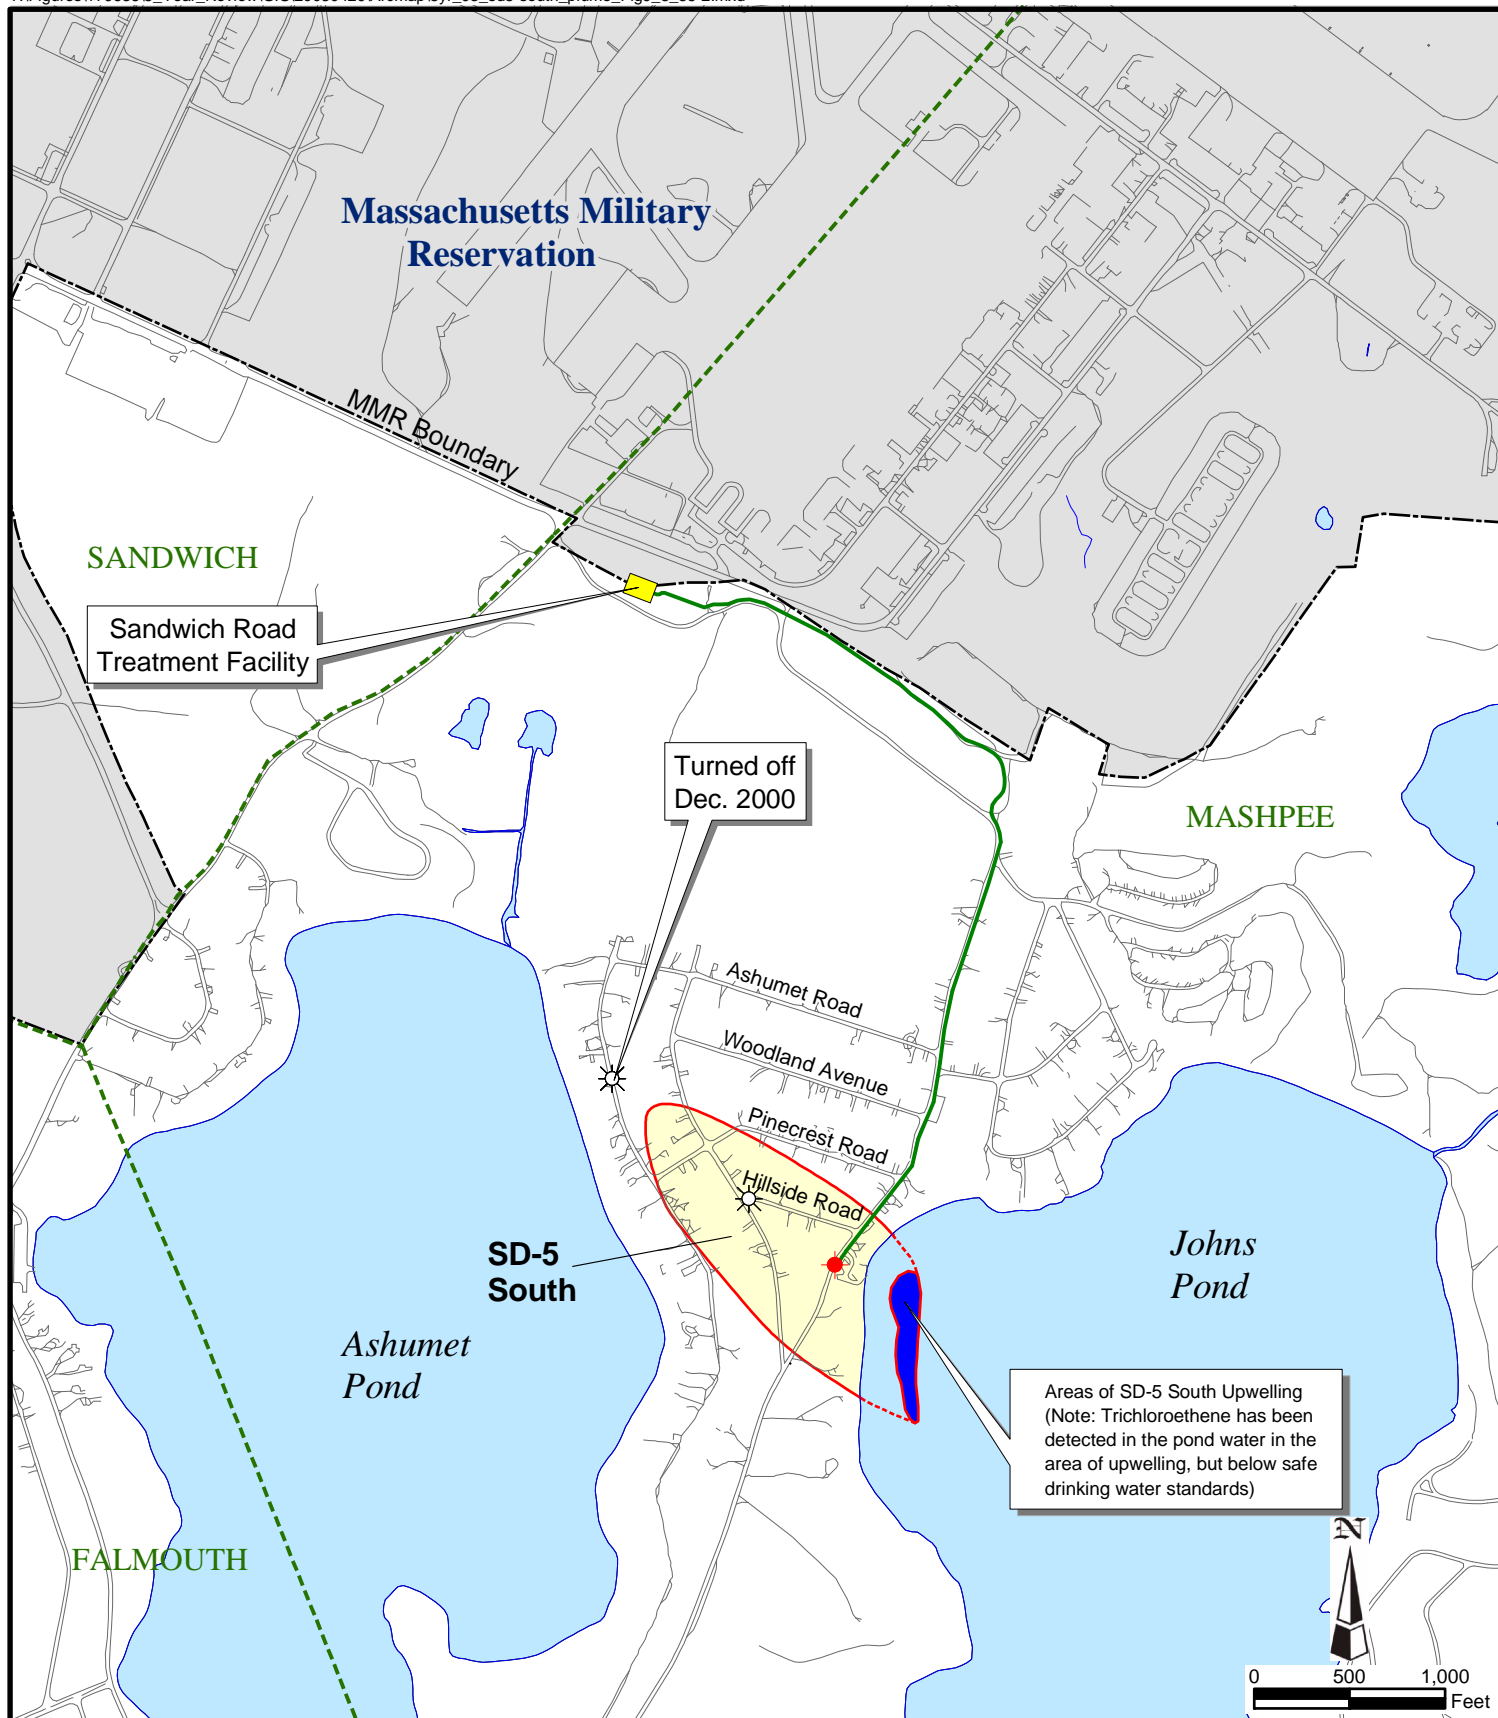 Massachusetts Military
Reservation
MMR Boundary
SANDWICH
Sandwich Road
Treatment Facility
Turned off
Dec. 2000
MASHPEE
Ashumet Road
Woodland Avenue
Pinecrest Road
Hillside Road
SD-5
South
Johns
Pond
Ashumet
Pond
Areas of SD-5 South Upwelling
(Note: Trichloroethene has been
detected in the pond water in the
area of upwelling, but below safe
drinking water standards)
FALMOUTH
N
0 500 1,000
Feet